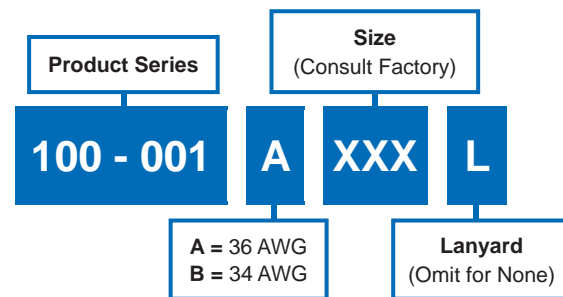 Product Series
Size
(Consult Factory)
100 - 001 A XXX L
A = 36 AWG
B = 34 AWG
Lanyard
(Omit for None)